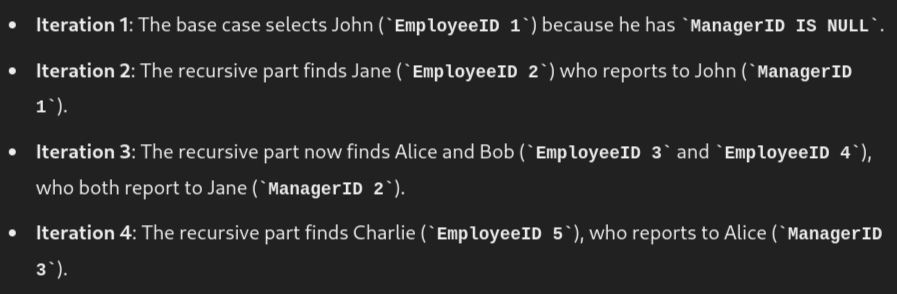 • Iteration 1: The base case selects John (`EmployeeID 1`) because he has `ManagerID IS NULL`.
• Iteration 2: The recursive part finds Jane (`EmployeeID 2`) who reports to John (`ManagerID
1`).
• Iteration 3: The recursive part now finds Alice and Bob (`EmployeeID 3` and `EmployeeID 4`),
who both report to Jane (`ManagerID 2`).
• Iteration 4: The recursive part finds Charlie (`EmployeeID 5`), who reports to Alice (`ManagerID
3`).